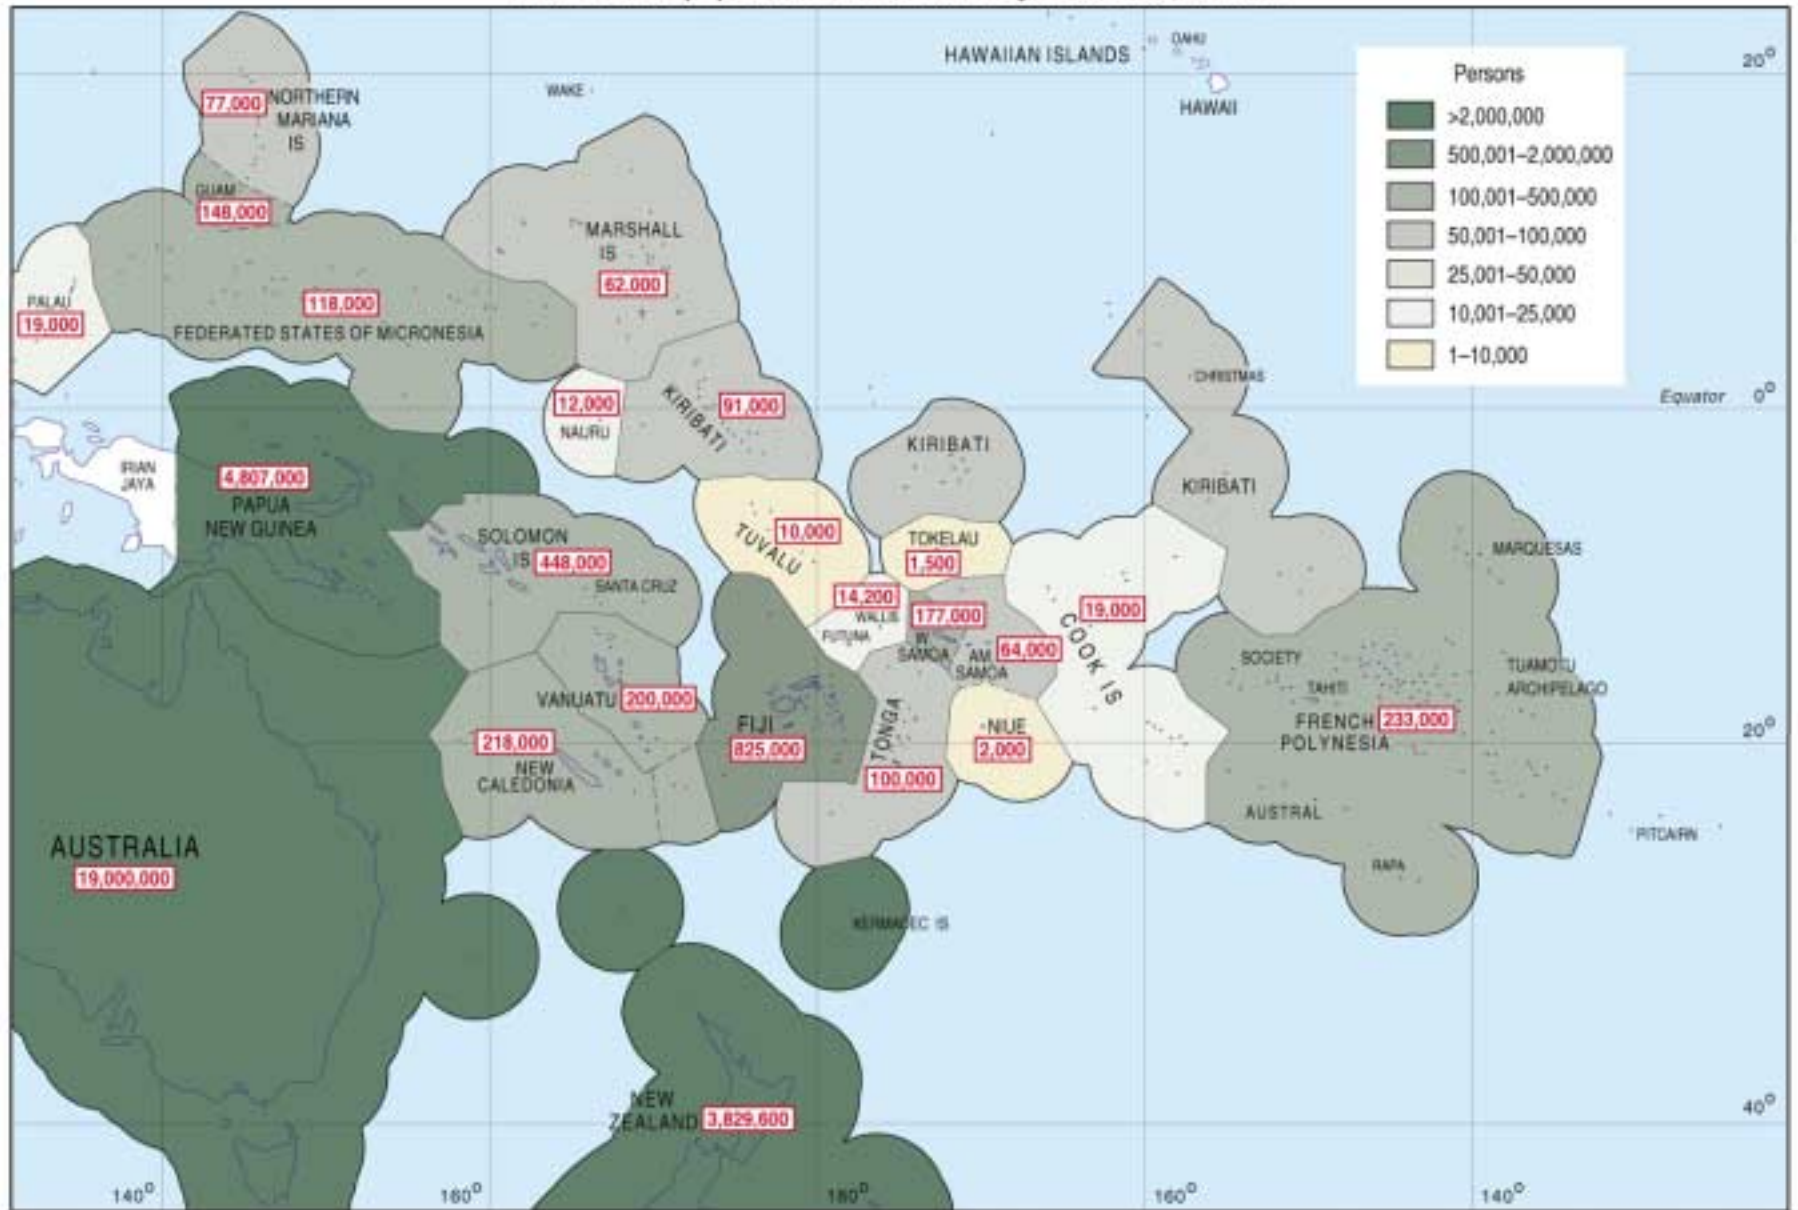 HAWAIIAN ISLANDS
OAHU
HAWAII
WAKE
20°
Persons
>2,000,000
500,001–2,000,000
100,001–500,000
50,001–100,000
25,001–50,000
10,001–25,000
1–10,000
77,000
NORTHERN
MARIANA
IS
GUAM
148,000
MARSHALL
IS
62,000
PALAU
19,000
118,000
FEDERATED STATES OF MICRONESIA
CHRISTMAS
Equator 0°
12,000
NAURU
KIRIBATI
91,000
KIRIBATI
KIRIBATI
IRIAN
JAYA
4,807,000
PAPUA
NEW GUINEA
SOLOMON
IS
448,000
SANTA CRUZ
TUVALU
10,000
TOKELAU
1,500
MARQUESAS
14,200
WALLIS
FUTUNA
177,000
W.
SAMOA
AM.
SAMOA
64,000
COOK IS
19,000
SOCIETY
TAHITI
TUAMOTU
ARCHIPELAGO
FRENCH
POLYNESIA
233,000
VANUATU
200,000
FIJI
825,000
TONGA
100,000
NIUE
2,000
20°
218,000
NEW
CALEDONIA
AUSTRAL
PITCAIRN
RAPA
AUSTRALIA
19,000,000
KERMADEC IS
NEW
ZEALAND
3,829,600
40°
140°
160°
180°
160°
140°